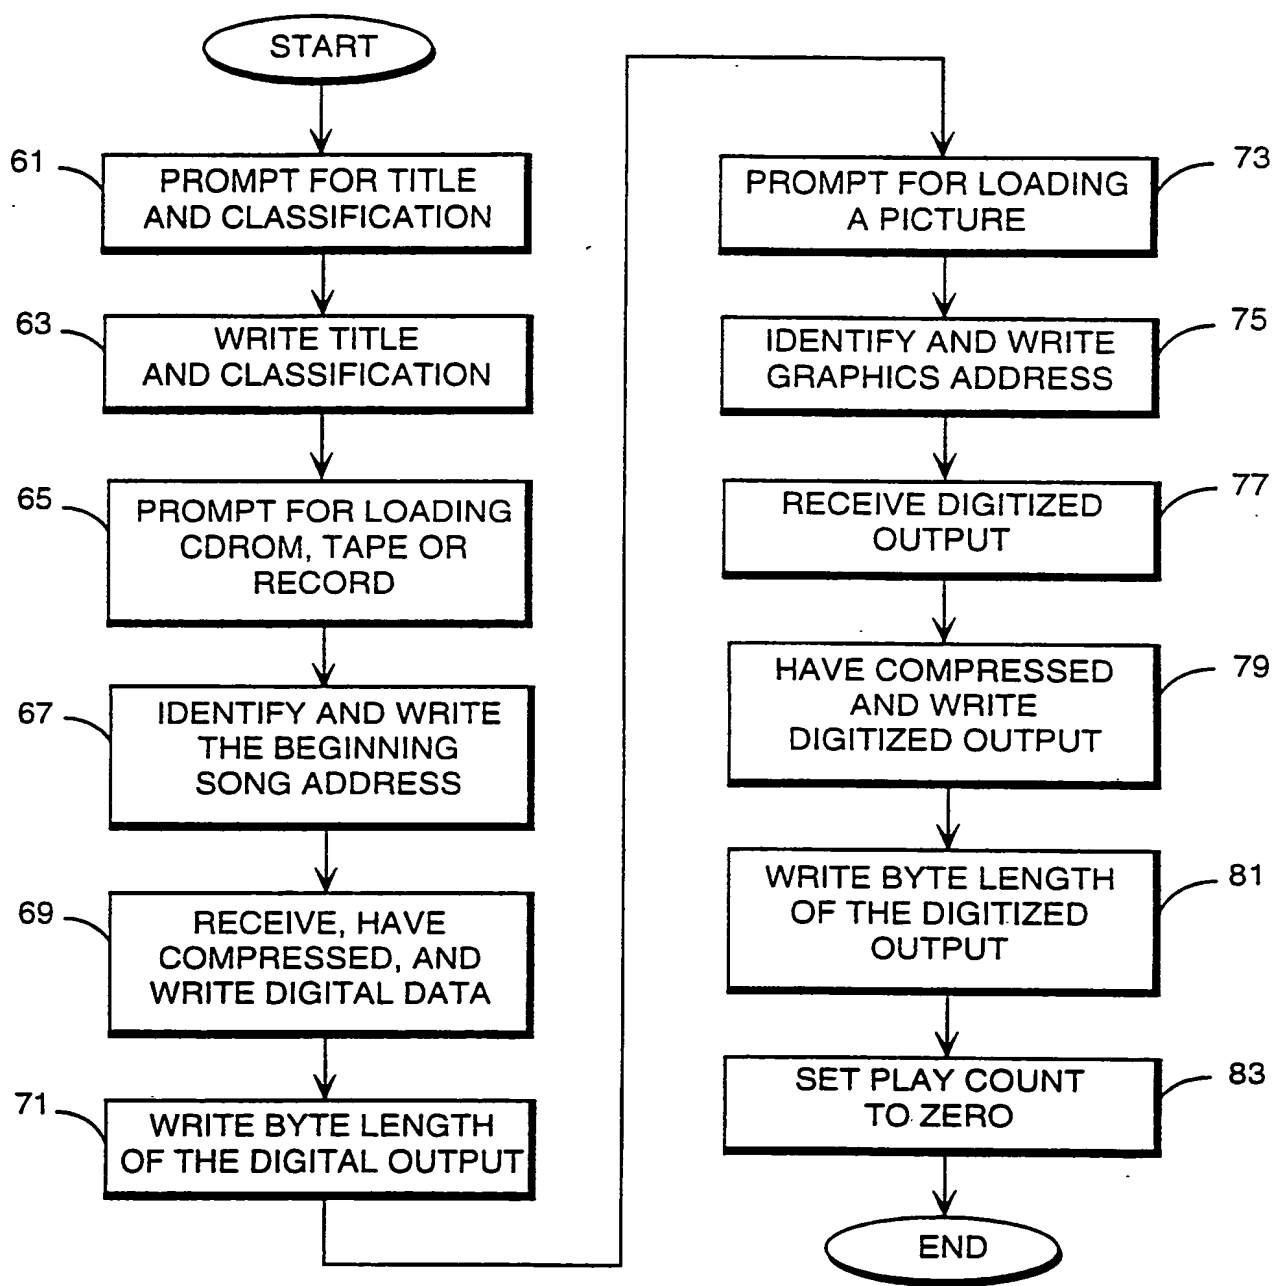 START
61
PROMPT FOR TITLE
AND CLASSIFICATION
63
WRITE TITLE
AND CLASSIFICATION
65
PROMPT FOR LOADING
CDROM, TAPE OR
RECORD
67
IDENTIFY AND WRITE
THE BEGINNING
SONG ADDRESS
69
RECEIVE, HAVE
COMPRESSED, AND
WRITE DIGITAL DATA
71
WRITE BYTE LENGTH
OF THE DIGITAL OUTPUT
73
PROMPT FOR LOADING
A PICTURE
75
IDENTIFY AND WRITE
GRAPHICS ADDRESS
77
RECEIVE DIGITIZED
OUTPUT
79
HAVE COMPRESSED
AND WRITE
DIGITIZED OUTPUT
81
WRITE BYTE LENGTH
OF THE DIGITIZED
OUTPUT
83
SET PLAY COUNT
TO ZERO
END